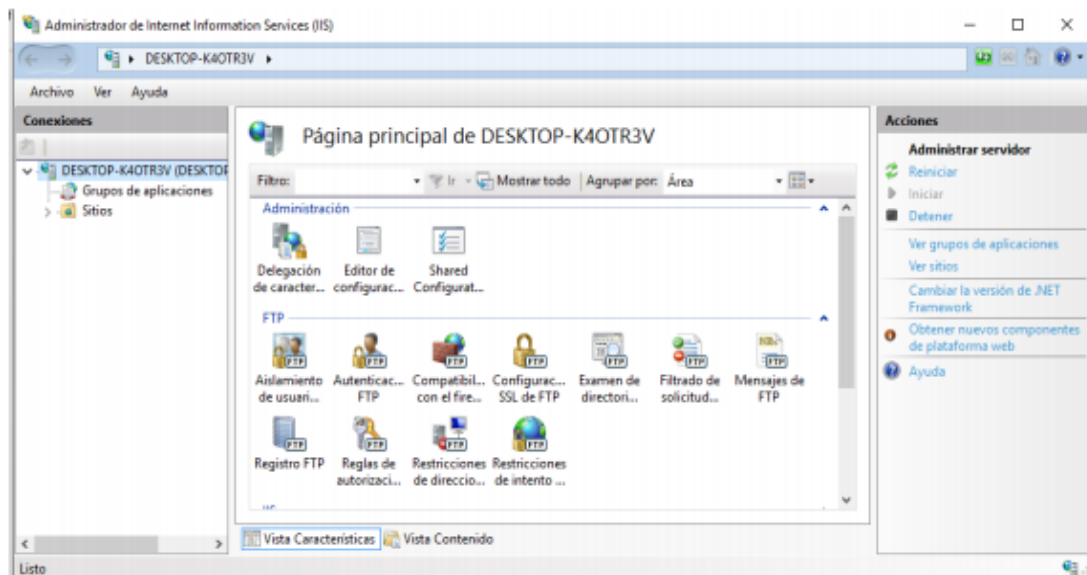 Administrador de Internet Information Services (IIS)
DESKTOP-K4OTR3V
Archivo Ver Ayuda
Conexiones
DESKTOP-K4OTR3V (DESKTOP
Grupos de aplicaciones
Sitios
Página principal de DESKTOP-K4OTR3V
Filtro: Ir Mostrar todo Agrupar por: Área
Administración
Delegación Editor de Shared
de caracter... configurac... Configurat...
FTP
Aislamiento Autenticac... Compatibil... Configurac... Examen de Filtrado de Mensajes de
de usuari... FTP con el fire... SSL de FTP directori... solicitud... FTP
Registro FTP Reglas de Restricciones Restricciones
autorizaci... de direccio... de intento ...
Vista Características Vista Contenido
Acciones
Administrar servidor
Reiniciar
Iniciar
Detener
Ver grupos de aplicaciones
Ver sitios
Cambiar la versión de .NET
Framework
Obtener nuevos componentes
de plataforma web
Ayuda
Listo